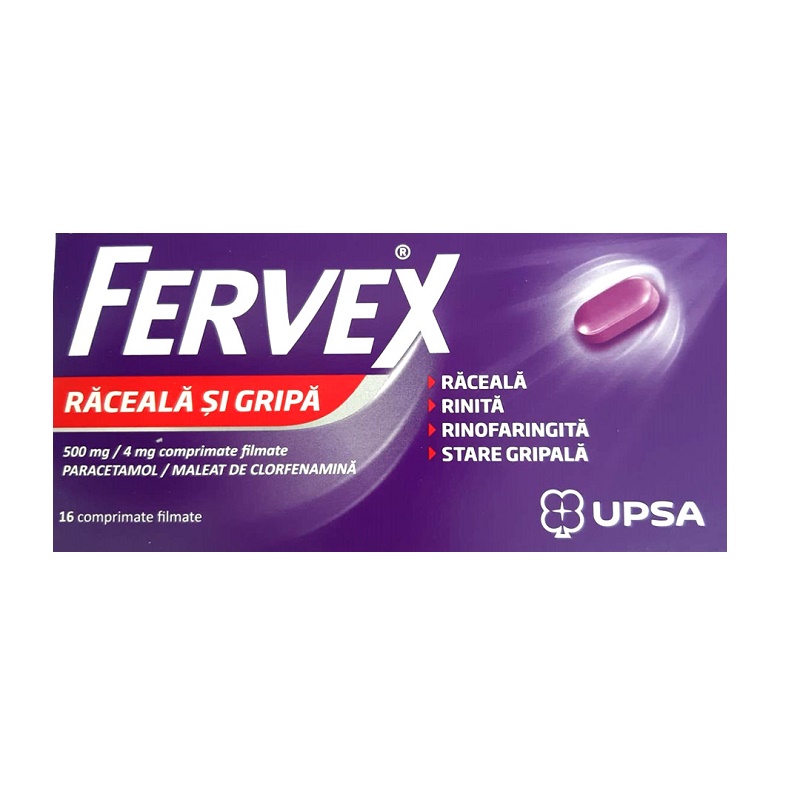 FERVEX®
RĂCEALĂ ȘI GRIPĂ
500 mg / 4 mg comprimate filmate
PARACETAMOL / MALEAT DE CLORFENAMINĂ
16 comprimate filmate
RĂCEALĂ
RINITĂ
RINOFARINGITĂ
STARE GRIPALĂ
UPSA